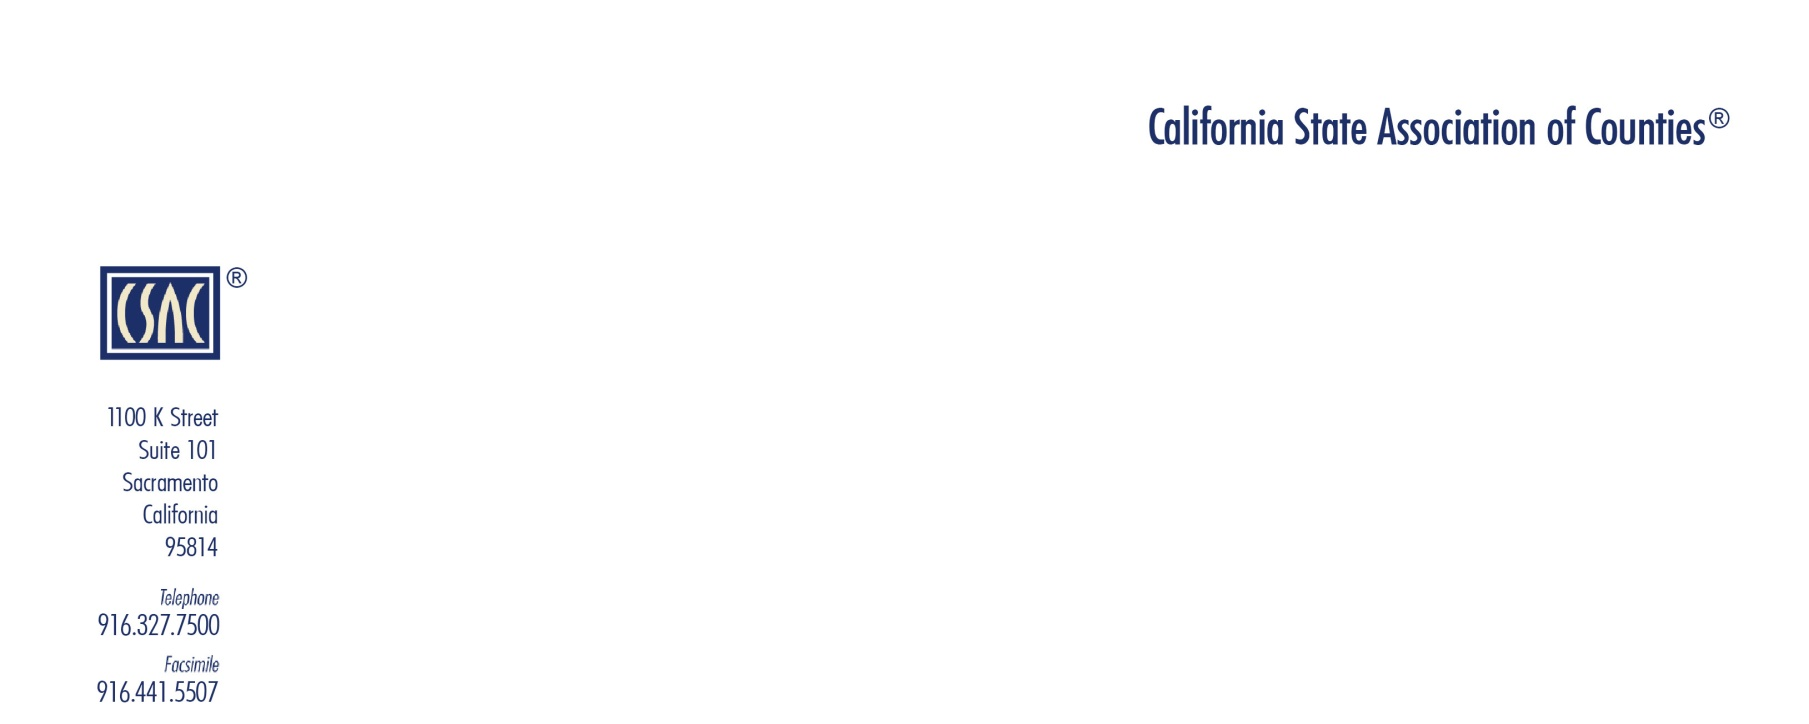 California State Association of Counties®
CSAC®
1100 K Street
Suite 101
Sacramento
California
95814
Telephone
916.327.7500
Facsimile
916.441.5507